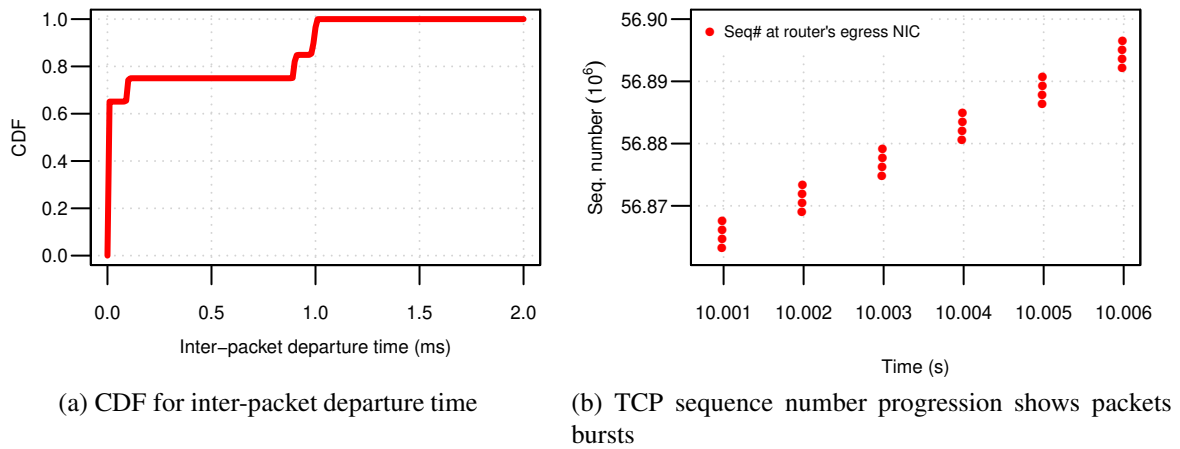 CDF
1.0
0.8
0.6
0.4
0.2
0.0
0.0 0.5 1.0 1.5 2.0
Inter−packet departure time (ms)
(a) CDF for inter-packet departure time
Seq. number (10^6)
56.90
56.89
56.88
56.87
Seq# at router's egress NIC
10.001 10.002 10.003 10.004 10.005 10.006
Time (s)
(b) TCP sequence number progression shows packets
bursts